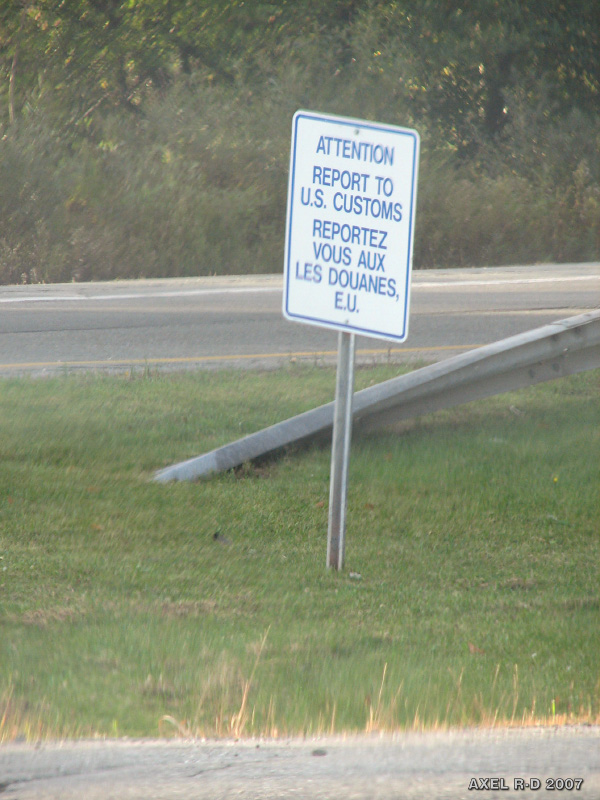 ATTENTION
REPORT TO
U.S. CUSTOMS
REPORTEZ
VOUS AUX
LES DOUANES,
E.U.
AXEL R-D 2007